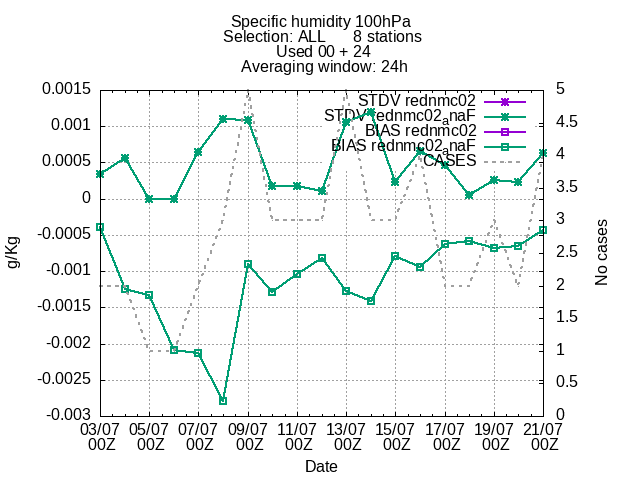 Specific humidity 100hPa
Selection: ALL 8 stations
Used 00 + 24
Averaging window: 24h
0.0015
0.001
0.0005
0
-0.0005
-0.001
-0.0015
-0.002
-0.0025
-0.003
g/Kg
STDV rednmc02
STDV rednmc02anaF
BIAS rednmc02
BIAS rednmc02anaF
CASES
5
4.5
4
3.5
3
2.5
2
1.5
1
0.5
0
No cases
03/07 05/07 07/07 09/07 11/07 13/07 15/07 17/07 19/07 21/07
00Z 00Z 00Z 00Z 00Z 00Z 00Z 00Z 00Z 00Z
Date